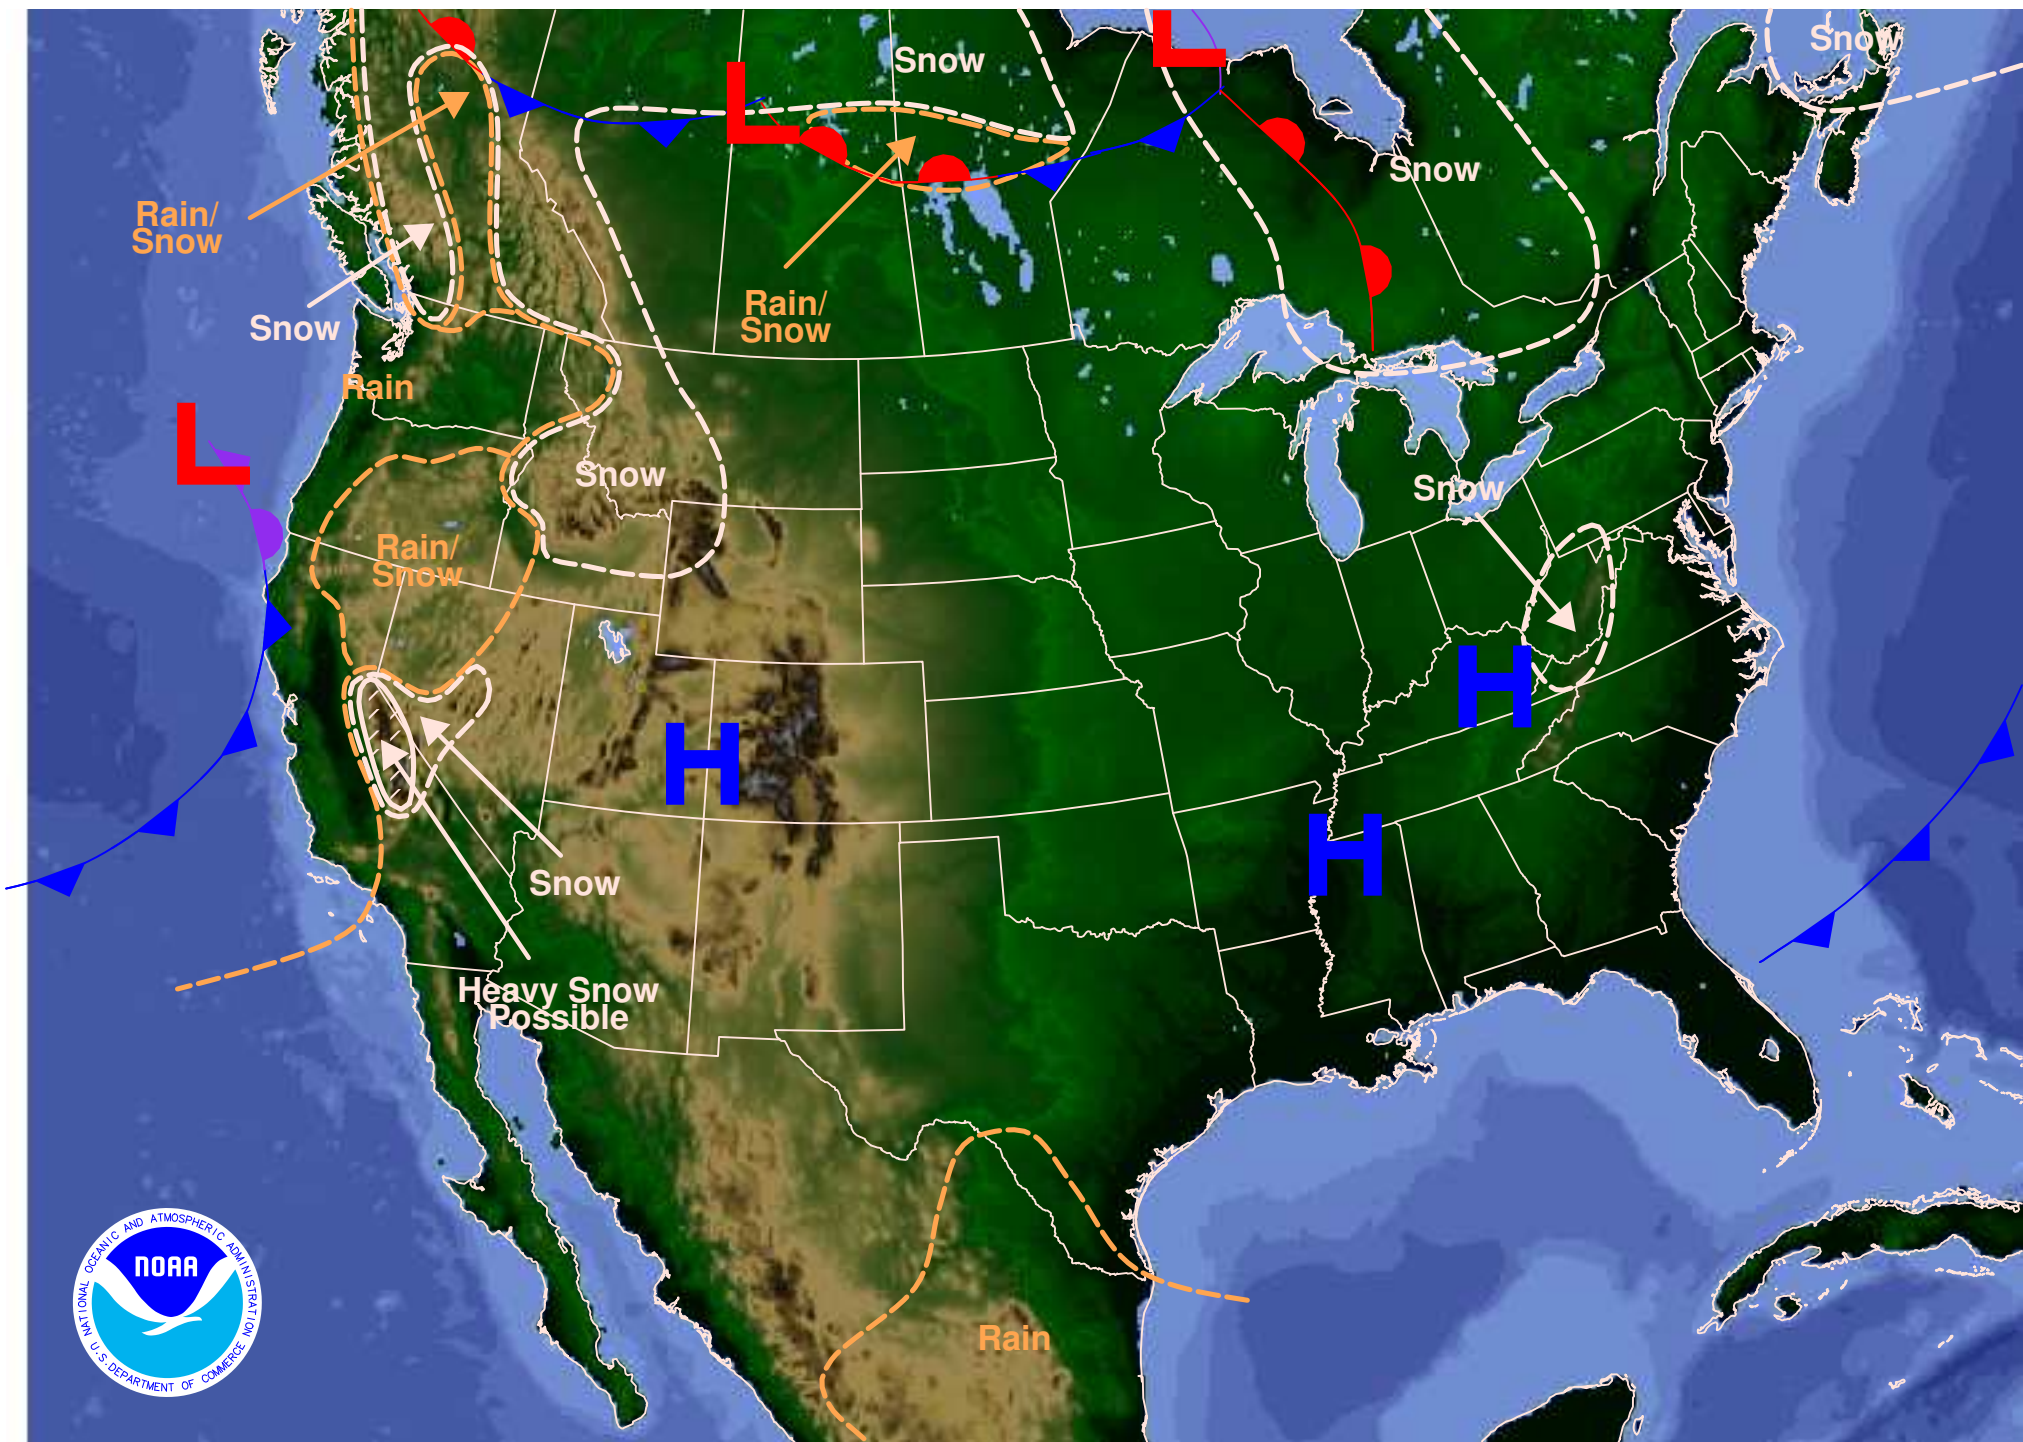 L
Snow
Snow
L
Snow
Rain/
Snow
Rain/
Snow
Snow
Rain
L
Snow
Snow
Rain/
Snow
H
H
H
Snow
Heavy Snow
Possible
Rain
NATIONAL OCEANIC AND ATMOSPHERIC ADMINISTRATION
NOAA
U.S. DEPARTMENT OF COMMERCE